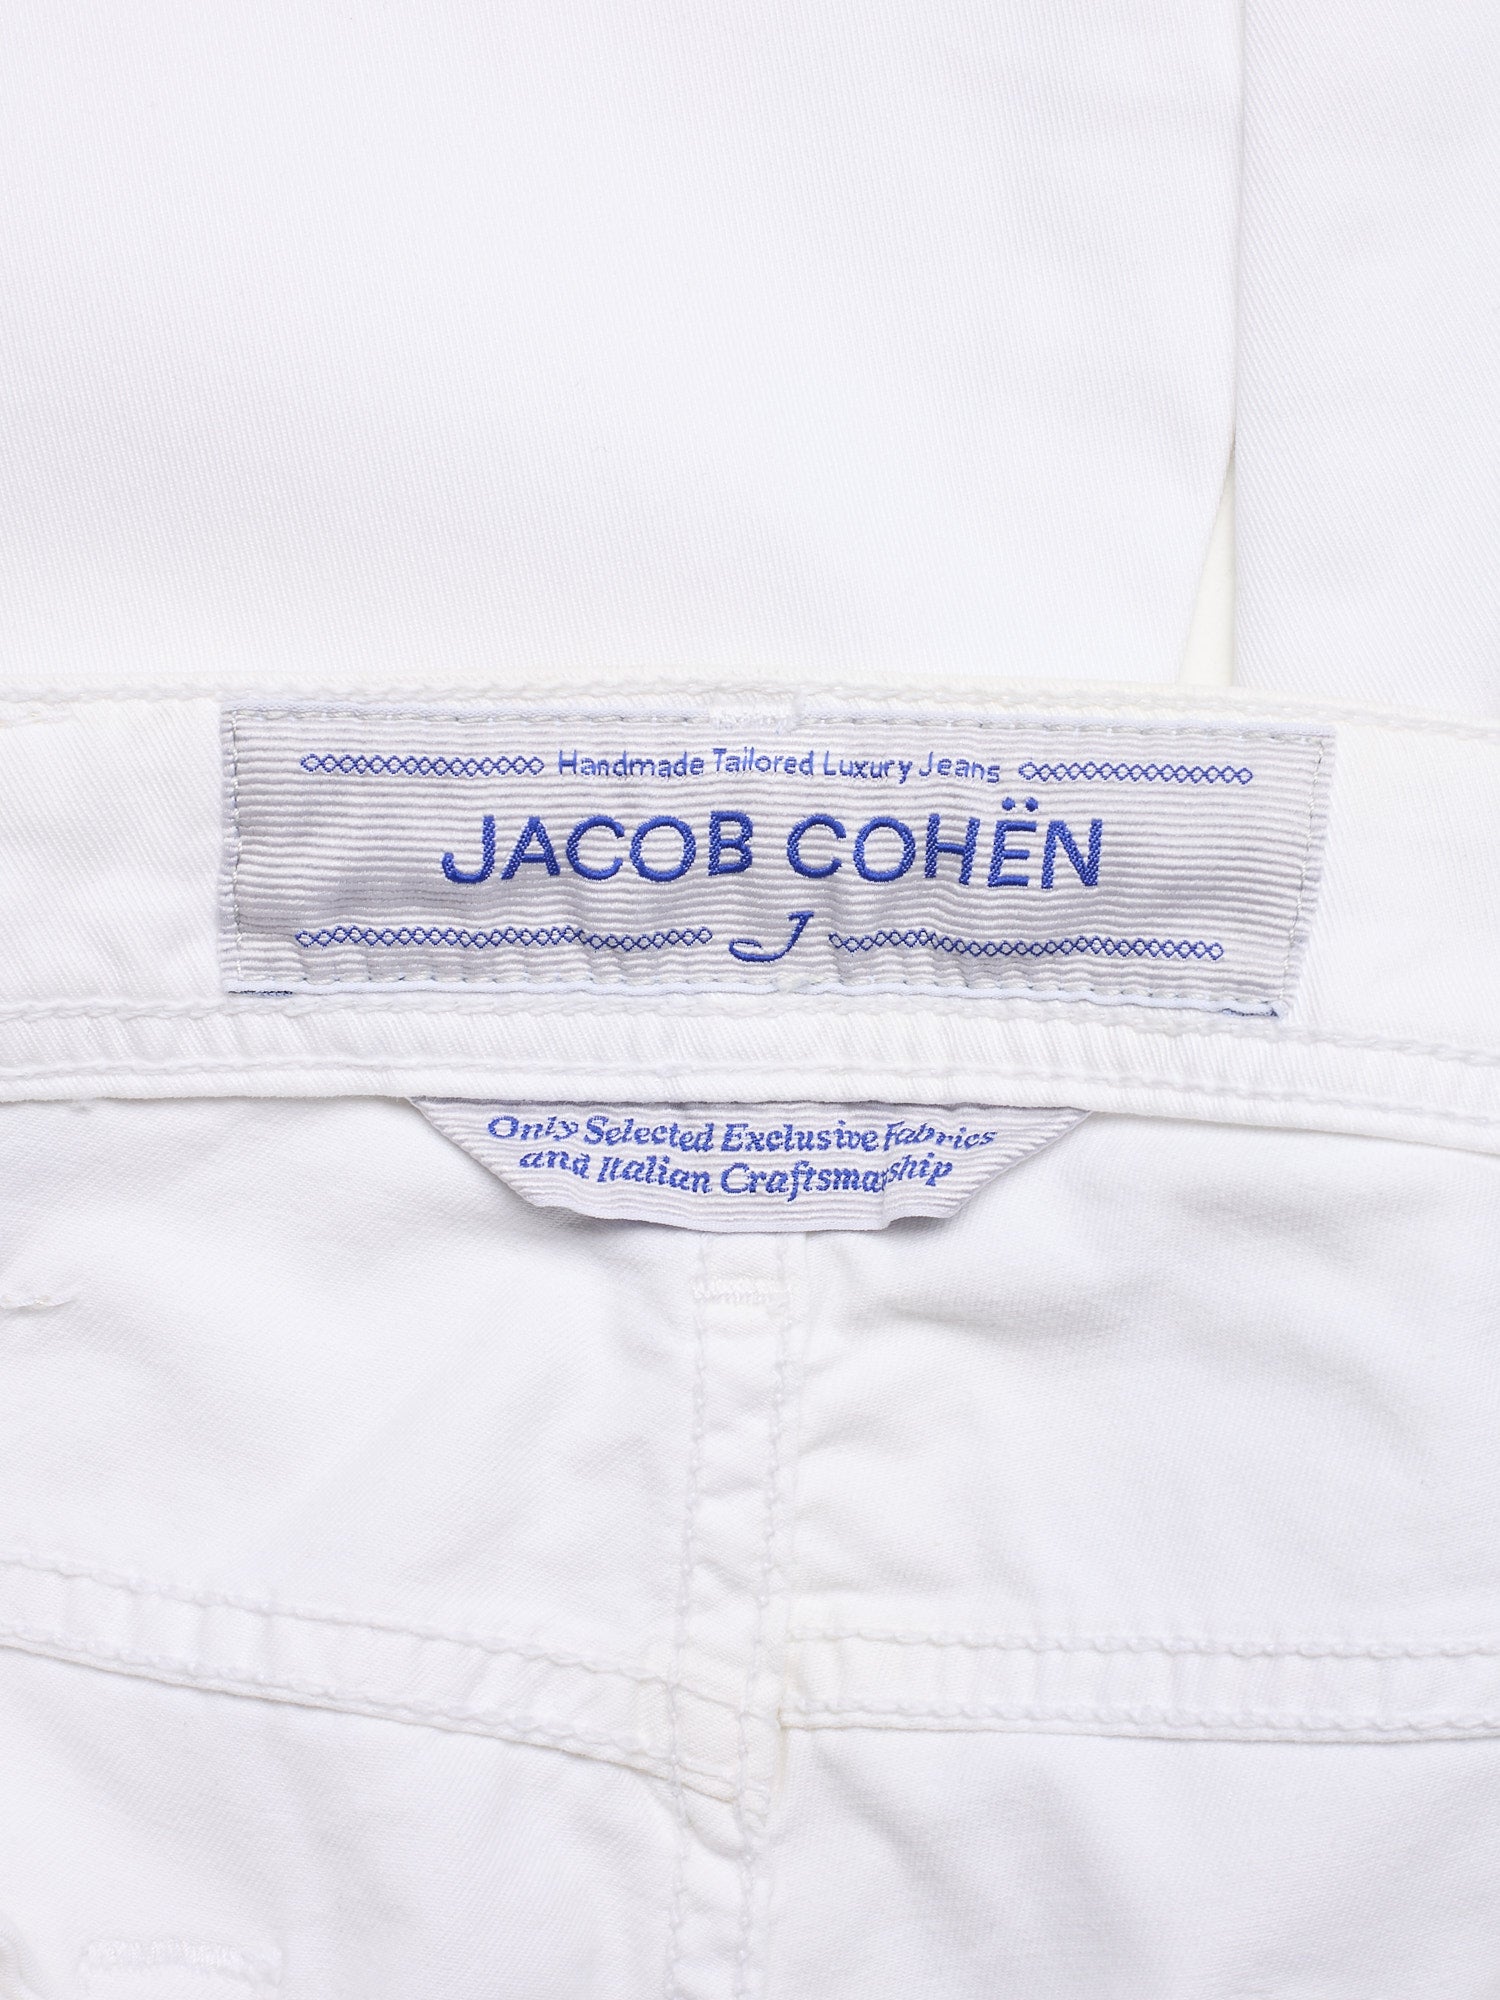 Handmade Tailored Luxury Jeans
JACOB COHËN
J
Only Selected Exclusive Fabrics
and Italian Craftsmanship